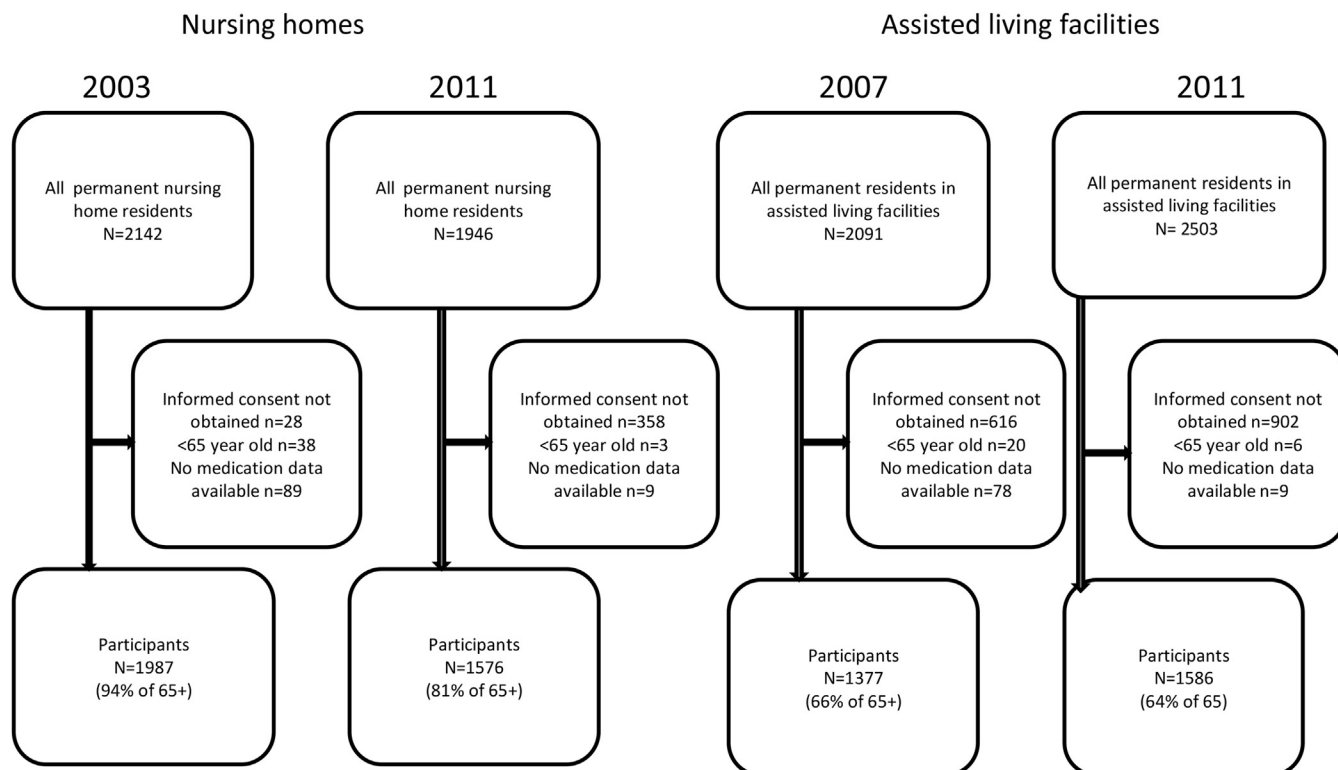 Nursing homes
Assisted living facilities
2003
2011
2007
2011
All permanent nursing
home residents
N=2142
All permanent nursing
home residents
N=1946
All permanent residents in
assisted living facilities
N=2091
All permanent residents in
assisted living facilities
N= 2503
Informed consent not
obtained n=28
<65 year old n=38
No medication data
available n=89
Informed consent not
obtained n=358
<65 year old n=3
No medication data
available n=9
Informed consent not
obtained n=616
<65 year old n=20
No medication data
available n=78
Informed consent not
obtained n=902
<65 year old n=6
No medication data
available n=9
Participants
N=1987
(94% of 65+)
Participants
N=1576
(81% of 65+)
Participants
N=1377
(66% of 65+)
Participants
N=1586
(64% of 65)